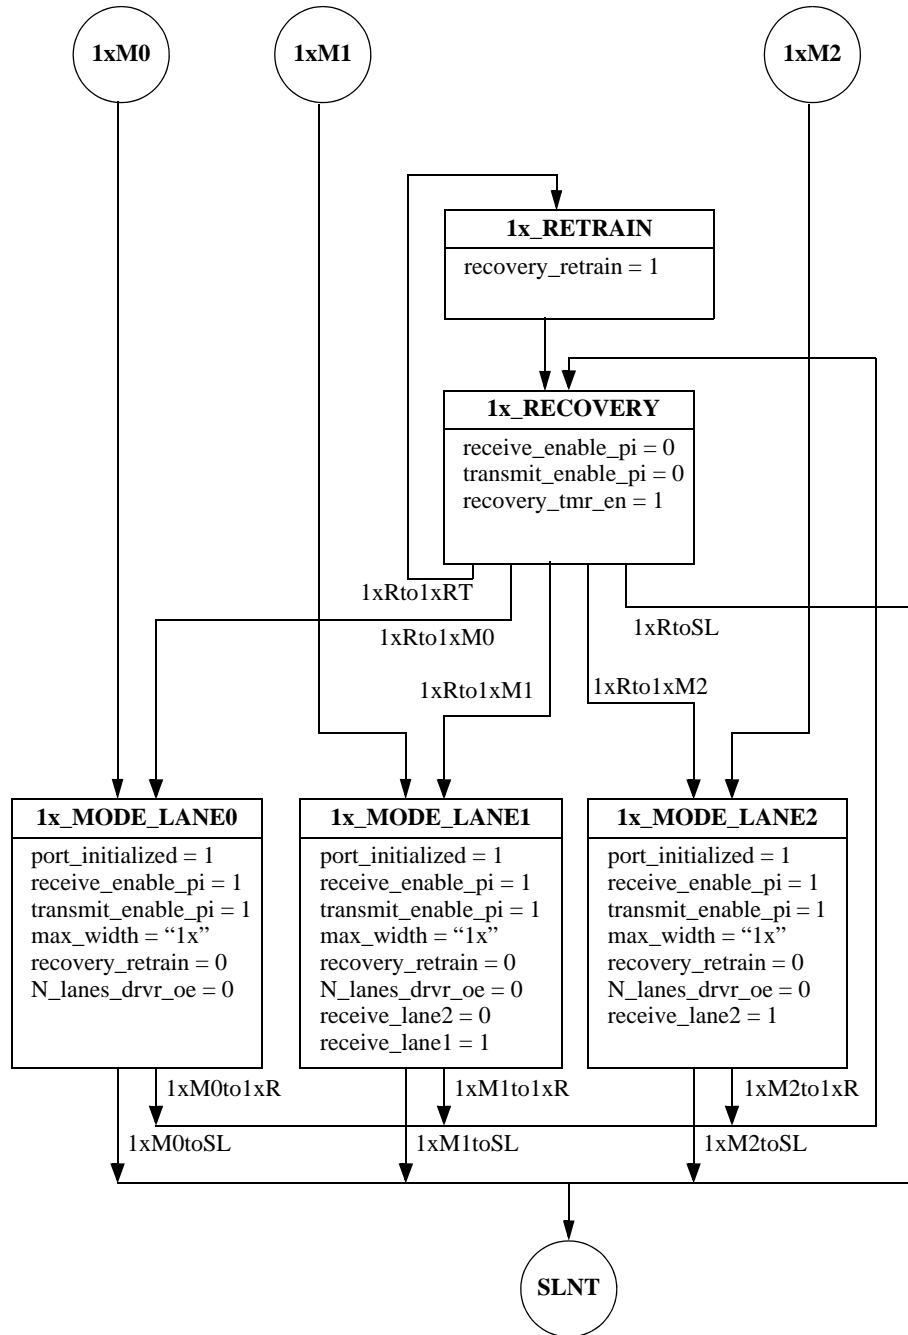 1xM0
1xM1
1xM2
1x_RETRAIN
recovery_retrain = 1
1x_RECOVERY
receive_enable_pi = 0
transmit_enable_pi = 0
recovery_tmr_en = 1
1xRto1xRT
1xRto1xM0
1xRtoSL
1xRto1xM1
1xRto1xM2
1x_MODE_LANE0
port_initialized = 1
receive_enable_pi = 1
transmit_enable_pi = 1
max_width = “1x”
recovery_retrain = 0
N_lanes_drvr_oe = 0
1x_MODE_LANE1
port_initialized = 1
receive_enable_pi = 1
transmit_enable_pi = 1
max_width = “1x”
recovery_retrain = 0
N_lanes_drvr_oe = 0
receive_lane2 = 0
receive_lane1 = 1
1x_MODE_LANE2
port_initialized = 1
receive_enable_pi = 1
transmit_enable_pi = 1
max_width = “1x”
recovery_retrain = 0
N_lanes_drvr_oe = 0
receive_lane2 = 1
1xM0to1xR
1xM1to1xR
1xM2to1xR
1xM0toSL
1xM1toSL
1xM2toSL
SLNT